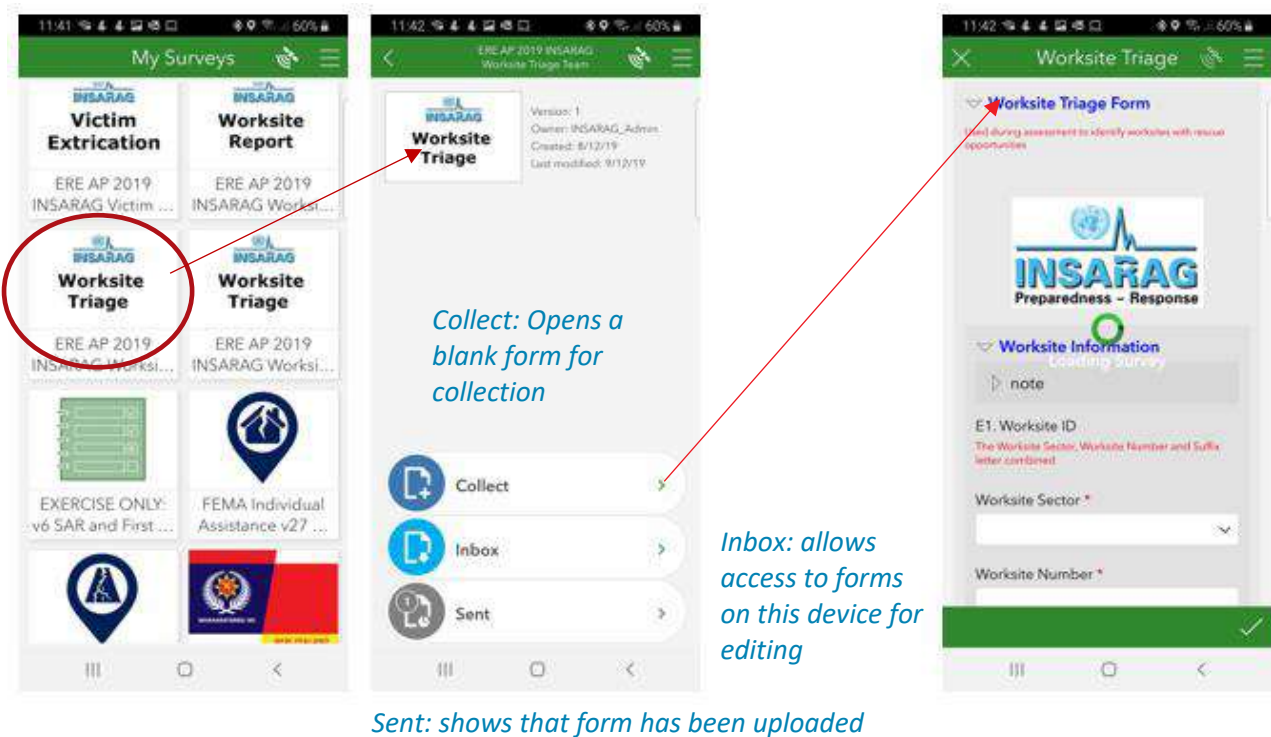 11:41
60%
My Surveys
INSARAG
Victim
Extrication
ERE AP 2019
INSARAG Victim ...
INSARAG
Worksite
Report
ERE AP 2019
INSARAG Worksi...
INSARAG
Worksite
Triage
ERE AP 2019
INSARAG Worksi...
INSARAG
Worksite
Triage
ERE AP 2019
INSARAG Worksi...
EXERCISE ONLY:
v6 SAR and First ...
FEMA Individual
Assistance v27 ...
11:42
60%
ERE AP 2019 INSARAG
Worksite Triage Team
INSARAG
Worksite
Triage
Version: 1
Owner: INSARAG_Admin
Created: 8/12/19
Last modified: 9/12/19
Collect: Opens a
blank form for
collection
Collect
Inbox
1
Sent
Inbox: allows
access to forms
on this device for
editing
Sent: shows that form has been uploaded
11:42
60%
Worksite Triage
Worksite Triage Form
Used during assessment to identify worksites with rescue
opportunities
INSARAG
Preparedness – Response
Worksite Information
Loading Survey
note
E1. Worksite ID
The Worksite Sector, Worksite Number and Suffix
letter combined
Worksite Sector *
Worksite Number *